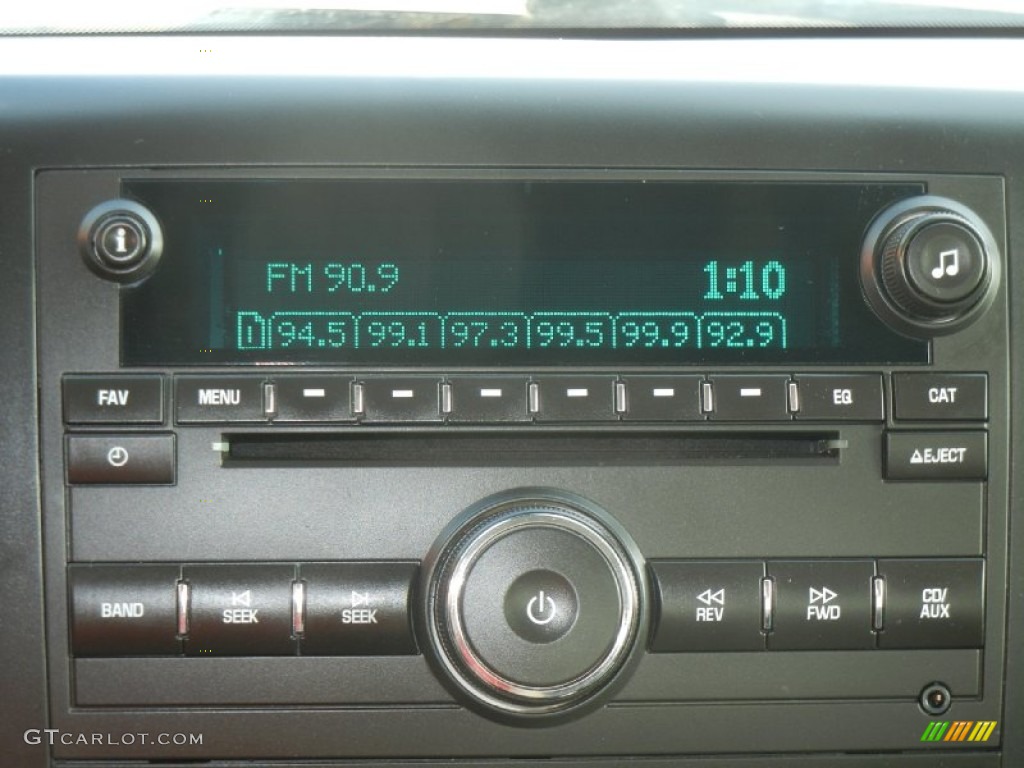 i
FM 90.9 1:10
1 94.5 99.1 97.3 99.5 99.9 92.9
FAV MENU EQ CAT
EJECT
BAND SEEK SEEK REV FWD CD/
AUX
GTCARLOT.COM